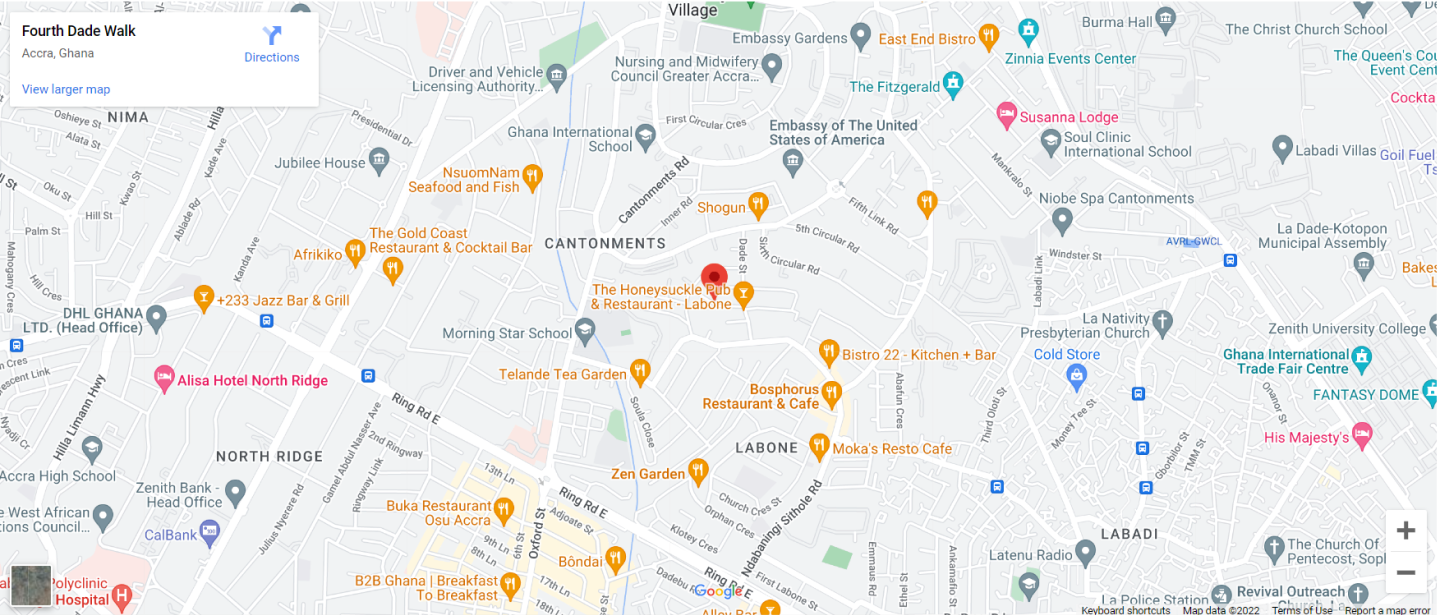 Fourth Dade Walk
Accra, Ghana
Directions
View larger map
Village
Embassy Gardens
East End Bistro
Burma Hall
The Christ Church School
Zinnia Events Center
The Queen's Cou
Event Cent
Nursing and Midwifery
Council Greater Accra...
Driver and Vehicle
Licensing Authority...
The Fitzgerald
Cockta
NIMA
Oshieye St
Alata St
Hilla
Presidential Dr
Kade Ave
First Circular Cres
Susanna Lodge
Ghana International
School
Embassy of The United
States of America
Soul Clinic
International School
Labadi Villas
Goil Fuel
Ts
Jubilee House
NsuomNam
Seafood and Fish
Cantonments Rd
Inner Rd
Mankralo St
Oku St
Kwao St
Hill St
Ablade Rd
Palm St
Shogun
Fifth Link Rd
Niobe Spa Cantonments
The Gold Coast
Restaurant & Cocktail Bar
Afrikiko
CANTONMENTS
Dade St
Sixth Circular Rd
5th Circular Rd
AVRL-GWCL
La Dade-Kotopon
Municipal Assembly
Windster St
Labadi Link
Mahogany Cres
Kanda Ave
Hill Cres
Bakes
+233 Jazz Bar & Grill
The Honeysuckle Pub
& Restaurant - Labone
DHL GHANA
LTD. (Head Office)
Morning Star School
La Nativity
Presbyterian Church
Zenith University College
Bistro 22 - Kitchen + Bar
Cold Store
Ghana International
Trade Fair Centre
Alisa Hotel North Ridge
Telande Tea Garden
Bosphorus
Restaurant & Cafe
Abafun Cres
FANTASY DOME
Hilla Limann Hwy
Ring Rd E
Soula Close
Third Oloti St
Money Tee St
Onanor St
Nyadji Cr
Gamel Abdul Nasser Ave
2nd Ringway
Ringway Link
LABONE
Moka's Resto Cafe
His Majesty's
Gborbilor St
TMM St
NORTH RIDGE
Accra High School
13th Ln
Zen Garden
Zenith Bank -
Head Office
Ring Rd E
Church Cres St
Orphan Cres
Ndabaningi Sithole Rd
Buka Restaurant
Osu Accra
Adjoate St
e West African
Julius Nyerere Rd
CalBank
Oxford St
6th St
9th Ln
8th Ln
Klotey Cres
LABADI
Bôndai
Emmaus Rd
Ethel St
Latenu Radio
The Church Of
Pentecost, Sopl
B2B Ghana | Breakfast
To Breakfast
17th Ln
18th Ln
Dadebu
Ring Rd E
First Labone St
Google
Polyclinic
Hospital
La Police Station
Revival Outreach
Alley Bar
Keyboard shortcuts
Map data ©2022
Terms of Use
Report a map error